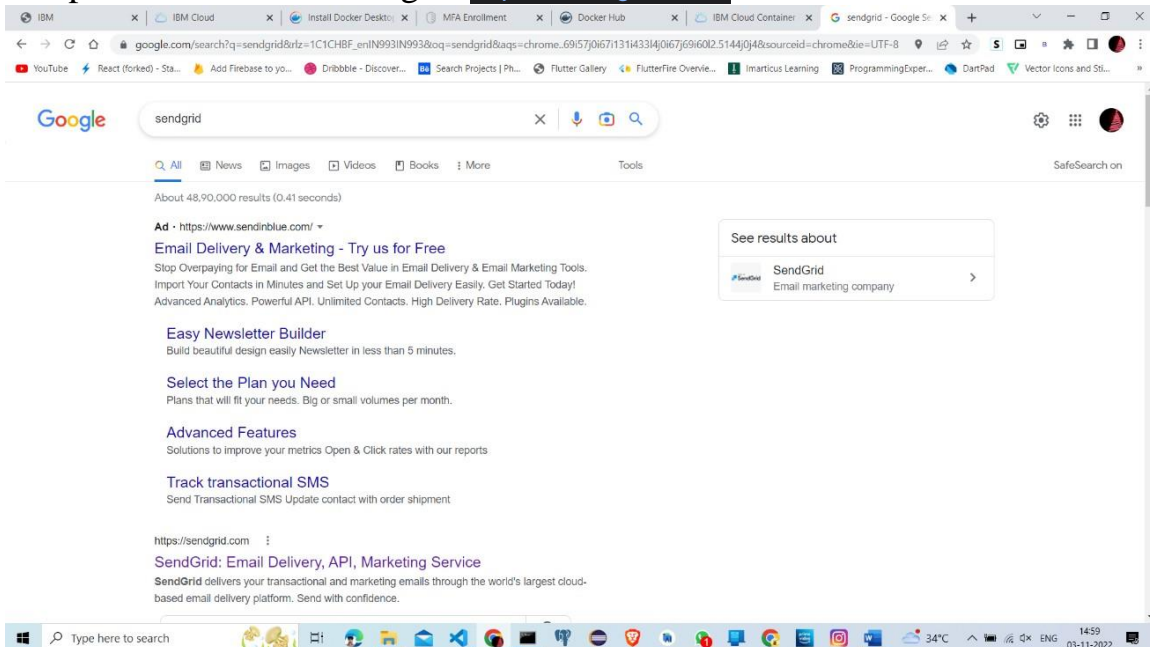 IBM
IBM Cloud
Install Docker Desktop
MFA Enrollment
Docker Hub
IBM Cloud Container
sendgrid - Google Se
google.com/search?q=sendgrid&rlz=1C1CHBF_enIN993IN993&oq=sendgrid&aqs=chrome..69i57j0i67i131i433l4j0i67j69i60l2.5144j0j4&sourceid=chrome&ie=UTF-8
YouTube
React (forked) - Sta...
Add Firebase to yo...
Dribbble - Discover...
Search Projects | Ph...
Flutter Gallery
FlutterFire Overvie...
Imarticus Learning
ProgrammingExper...
DartPad
Vector Icons and Sti...
Google
sendgrid
All
News
Images
Videos
Books
More
Tools
SafeSearch on
About 48,90,000 results (0.41 seconds)
Ad · https://www.sendinblue.com/
Email Delivery & Marketing - Try us for Free
Stop Overpaying for Email and Get the Best Value in Email Delivery & Email Marketing Tools.
Import Your Contacts in Minutes and Set Up your Email Delivery Easily. Get Started Today!
Advanced Analytics. Powerful API. Unlimited Contacts. High Delivery Rate. Plugins Available.
Easy Newsletter Builder
Build beautiful design easily Newsletter in less than 5 minutes.
Select the Plan you Need
Plans that will fit your needs. Big or small volumes per month.
Advanced Features
Solutions to improve your metrics Open & Click rates with our reports
Track transactional SMS
Send Transactional SMS Update contact with order shipment
See results about
SendGrid
SendGrid
Email marketing company
https://sendgrid.com
SendGrid: Email Delivery, API, Marketing Service
SendGrid delivers your transactional and marketing emails through the world's largest cloud-
based email delivery platform. Send with confidence.
Type here to search
34°C
ENG
14:59
03-11-2022